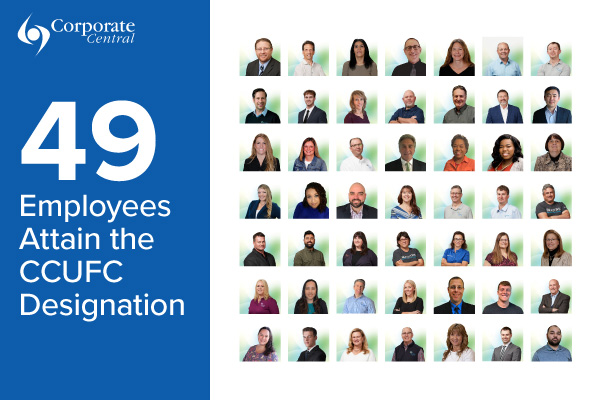 Corporate
Central
49
Employees
Attain the
CCUFC
Designation